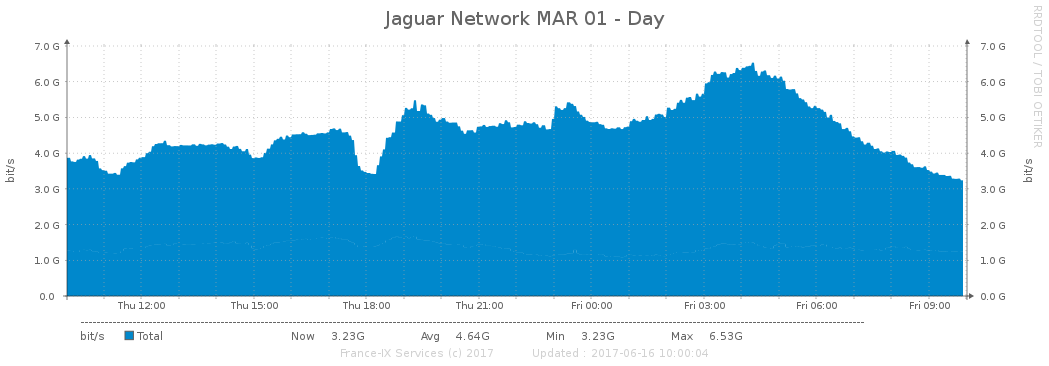 Jaguar Network MAR 01 - Day
RRDTOOL / TOBI OETIKER
7.0 G 7.0 G
6.0 G 6.0 G
5.0 G 5.0 G
4.0 G 4.0 G
3.0 G 3.0 G
2.0 G 2.0 G
1.0 G 1.0 G
0.0 0.0 G
bit/s bit/s
Thu 12:00 Thu 15:00 Thu 18:00 Thu 21:00 Fri 00:00 Fri 03:00 Fri 06:00 Fri 09:00
bit/s Total Now 3.23G Avg 4.64G Min 3.23G Max 6.53G
France-IX Services (c) 2017 Updated : 2017-06-16 10:00:04